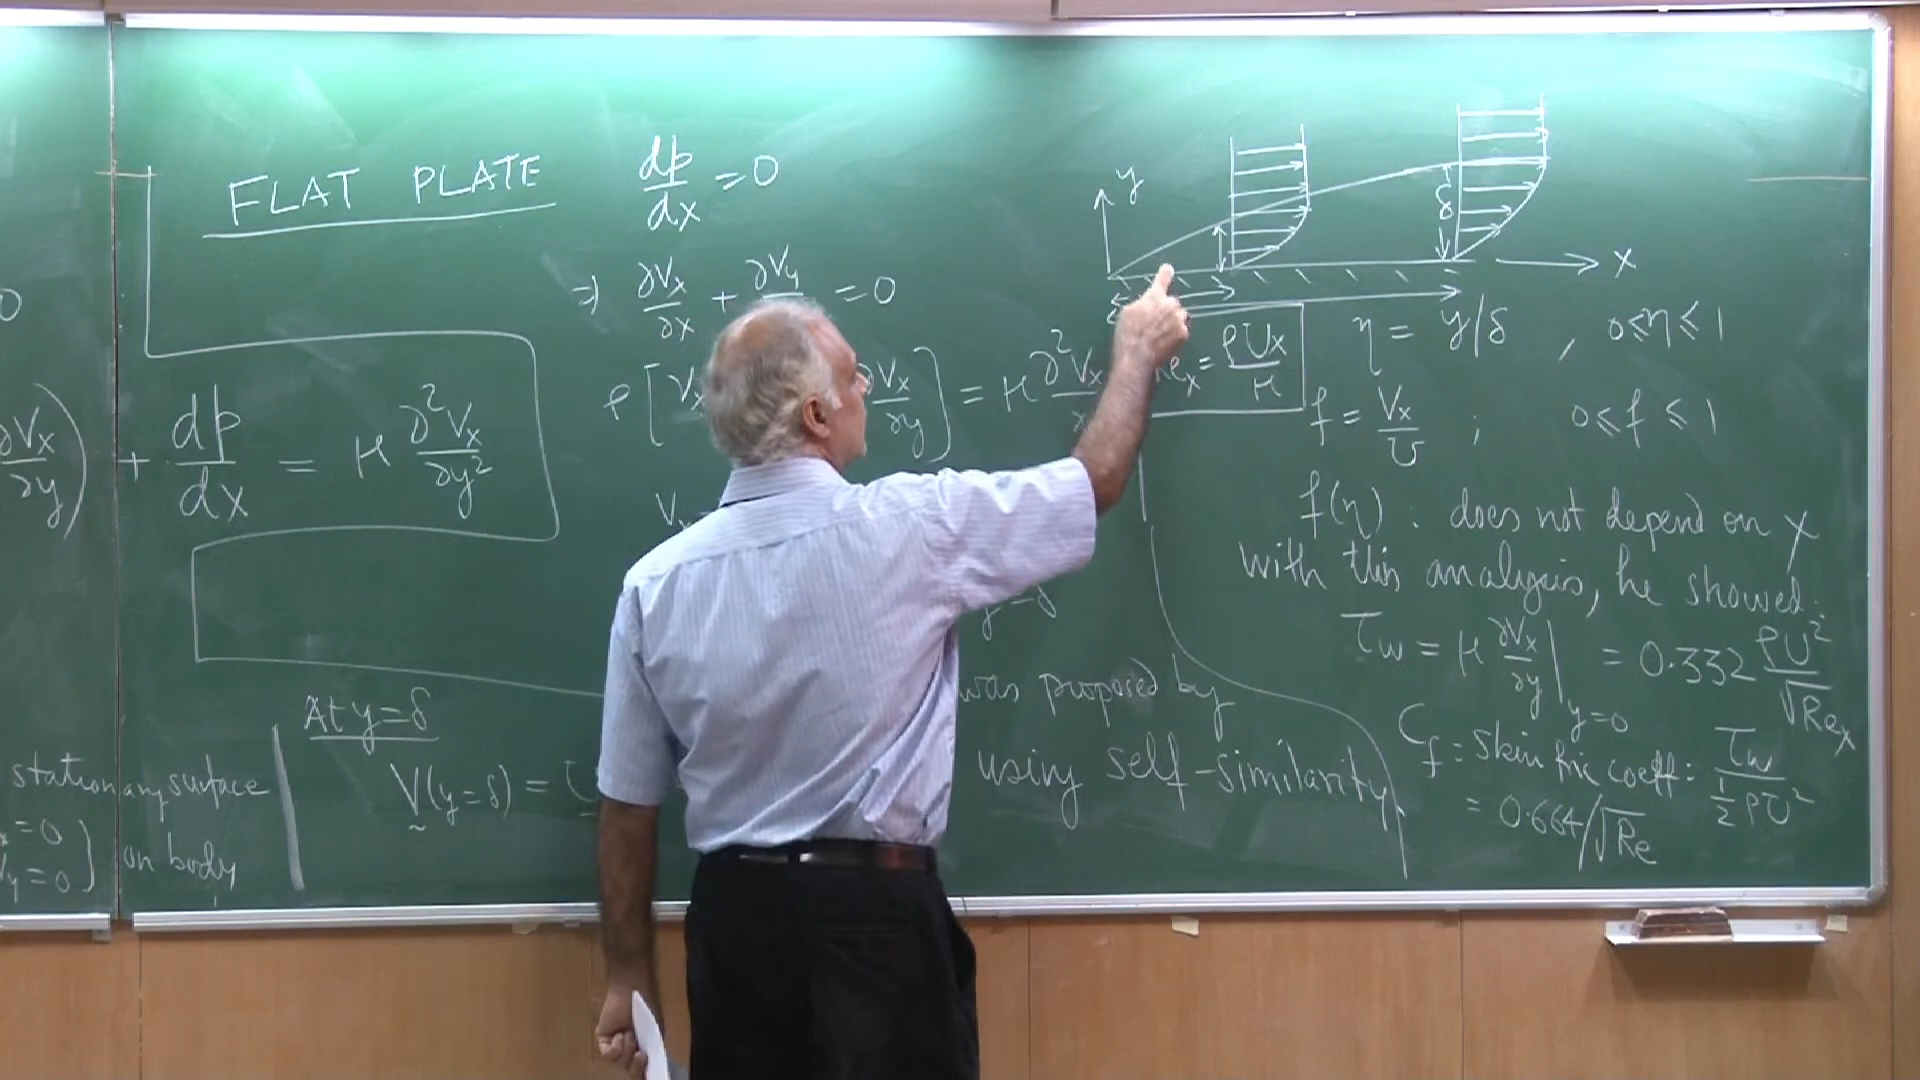 FLAT PLATE
dp/dx = 0
⇒ ∂Vx/∂x + ∂Vy/ = 0
ρ [ Vx ∂Vx/∂y ] = μ ∂²Vx/
+ dp/dx = μ ∂²Vx/∂y²
∂Vx/∂y )
At y=δ
V(y=δ) =
stationary surface
=0
Vy=0 } on body
was proposed by
using self-similarity
y
x
δ
Rex = ρUx/μ
η = y/δ , 0≤η≤1
f = Vx/U ; 0≤f≤1
f(η) : does not depend on x
with this analysis, he showed:
τw = μ ∂Vx/∂y |y=0 = 0.332 ρU²/√Rex
Cf = skin fric coeff = τw/½ρU²
= 0.664/√Re